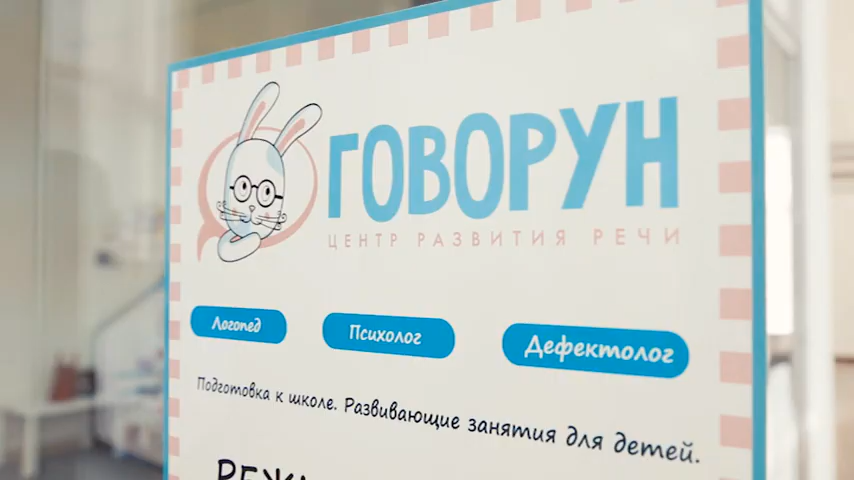 ГОВОРУН
ЦЕНТР РАЗВИТИЯ РЕЧИ
Логопед Психолог Дефектолог
Подготовка к школе. Развивающие занятия для детей.